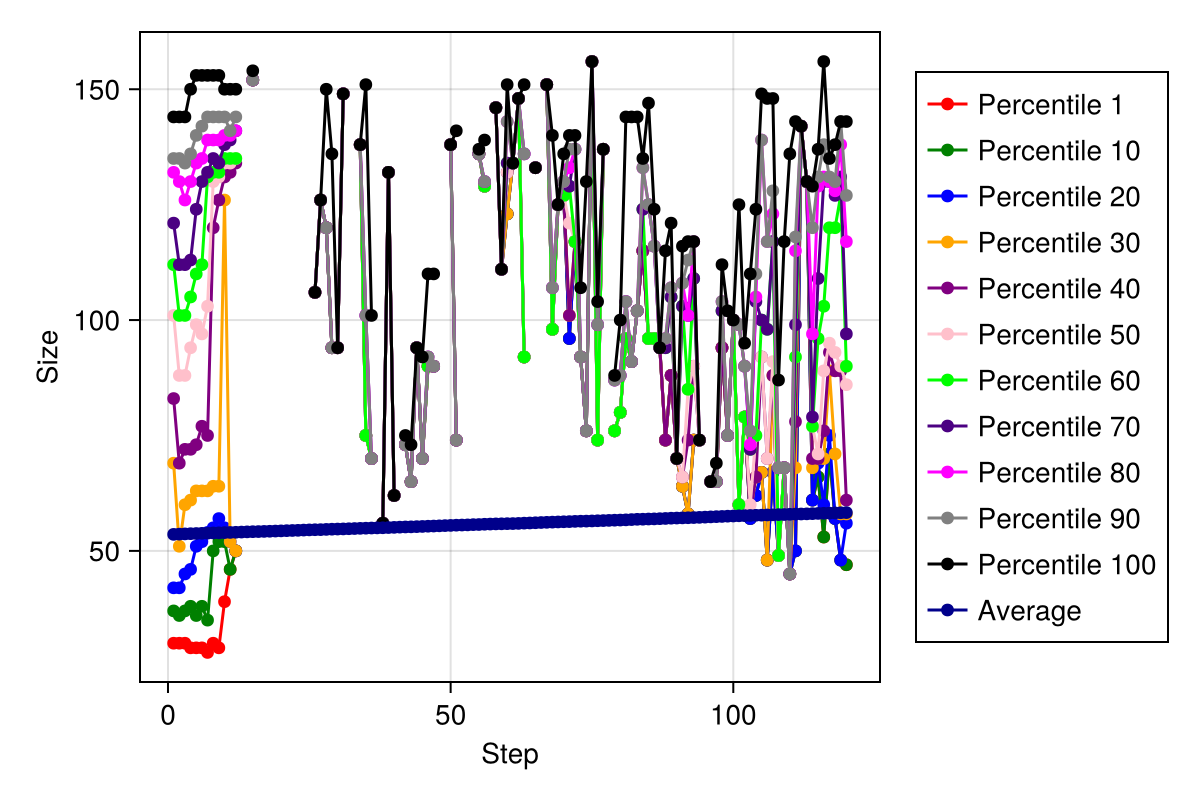 150
100
50
Size
0
50
100
Step
Percentile 1
Percentile 10
Percentile 20
Percentile 30
Percentile 40
Percentile 50
Percentile 60
Percentile 70
Percentile 80
Percentile 90
Percentile 100
Average